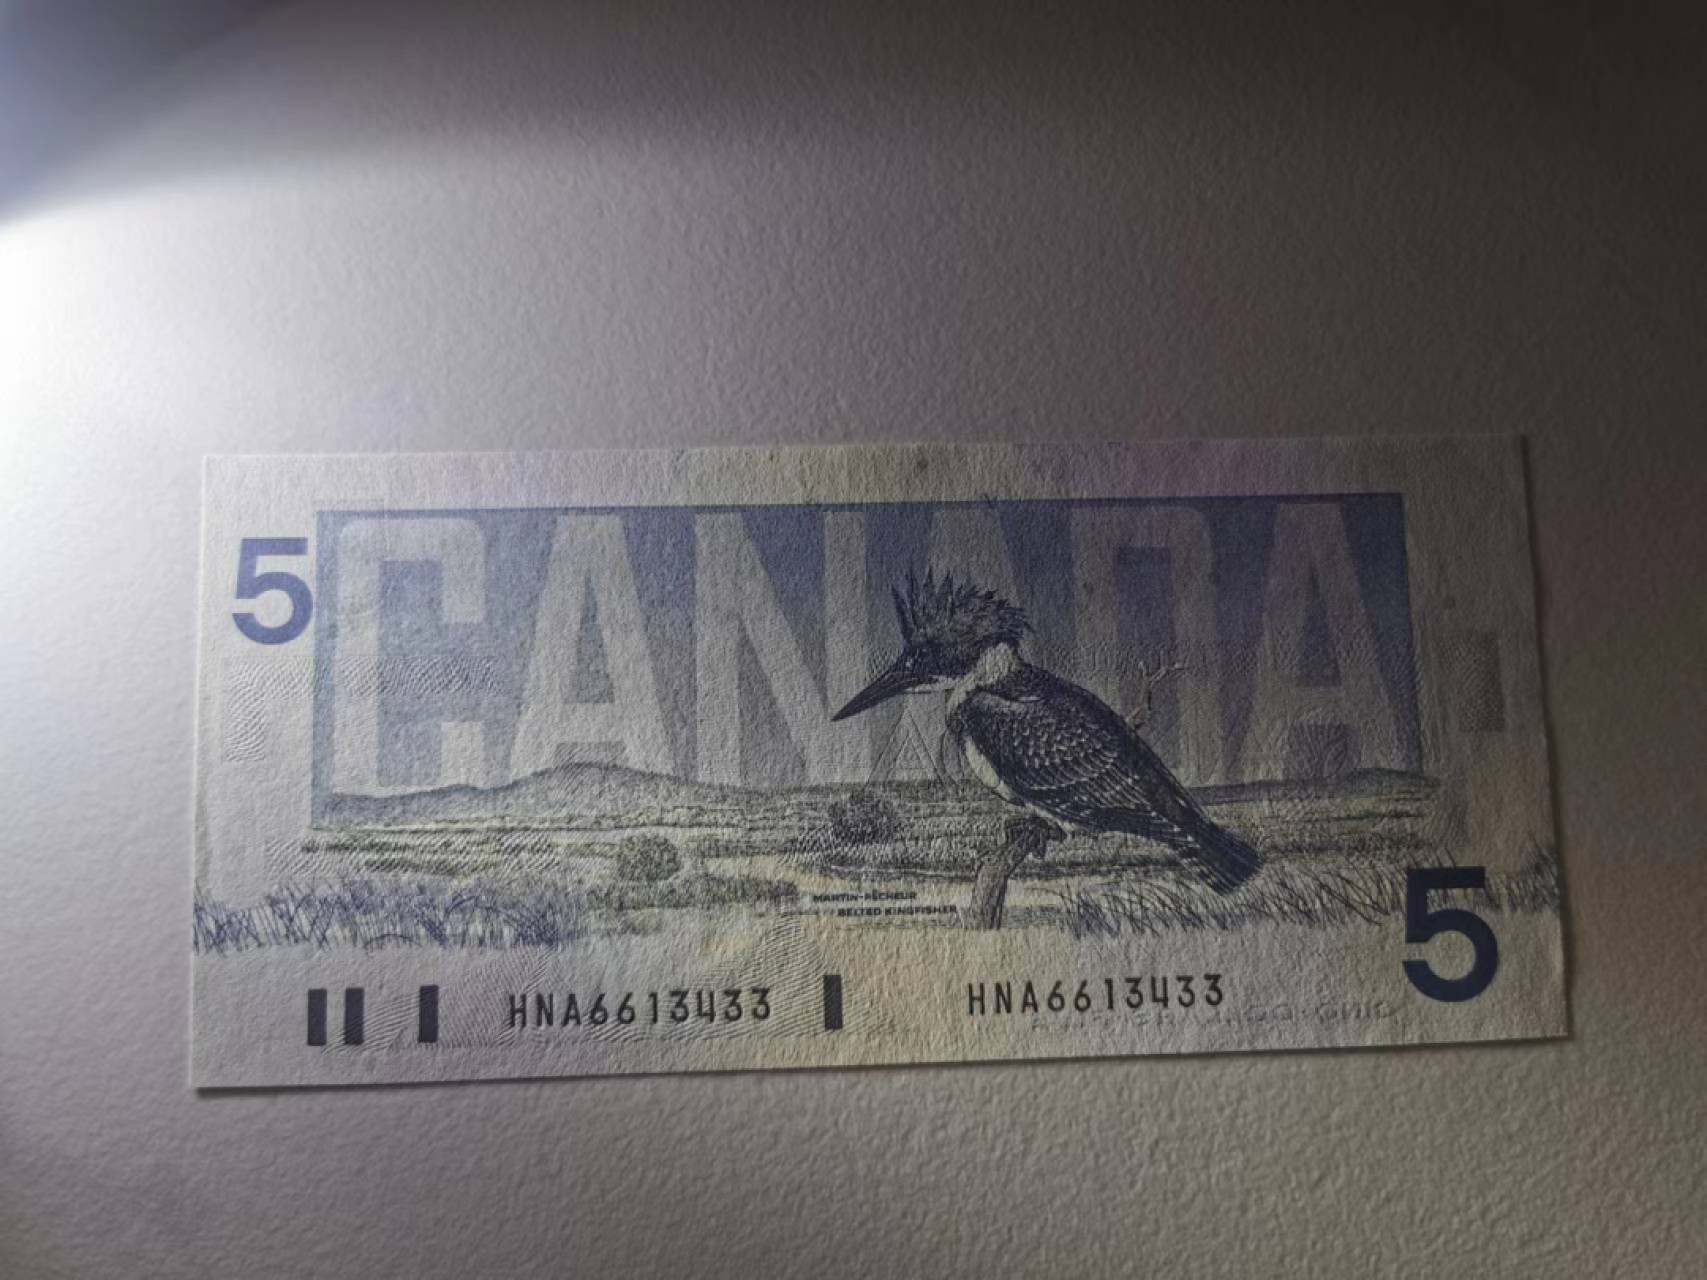 5
CANADA
MARTIN-PÊCHEUR
BELTED KINGFISHER
5
HNA6613433
HNA6613433